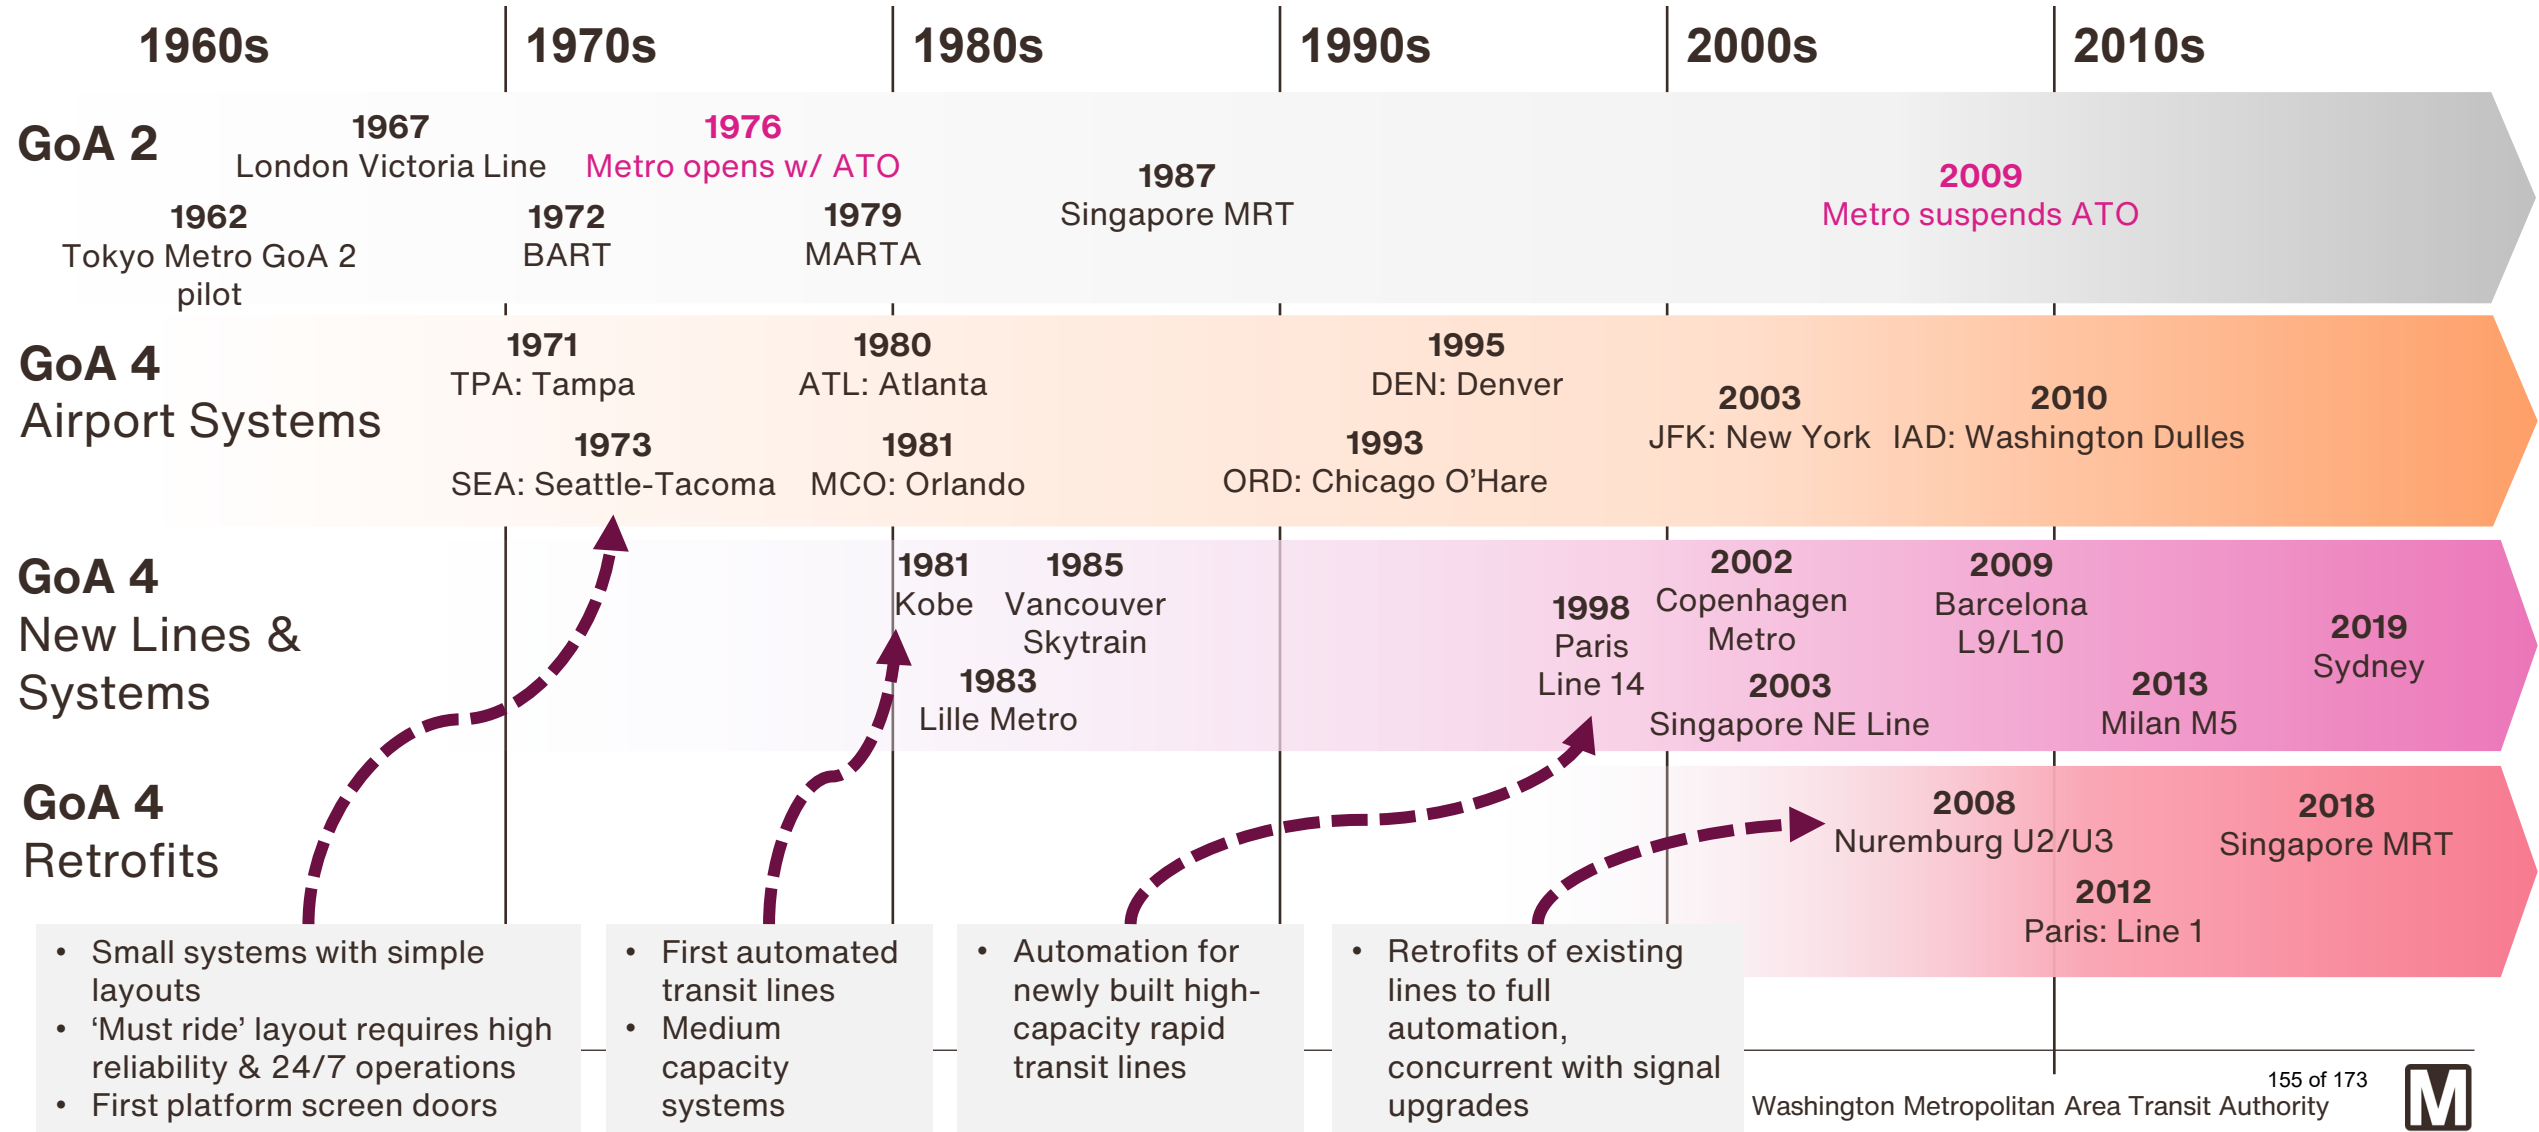 1960s
1970s
1980s
1990s
2000s
2010s
GoA 2
1967
London Victoria Line
1976
Metro opens w/ ATO
1962
Tokyo Metro GoA 2
pilot
1972
BART
1979
MARTA
1987
Singapore MRT
2009
Metro suspends ATO
GoA 4
Airport Systems
1971
TPA: Tampa
1973
SEA: Seattle-Tacoma
1980
ATL: Atlanta
1981
MCO: Orlando
1995
DEN: Denver
1993
ORD: Chicago O’Hare
2003
JFK: New York
2010
IAD: Washington Dulles
GoA 4
New Lines &
Systems
1981
Kobe
1985
Vancouver
Skytrain
1983
Lille Metro
1998
Paris
Line 14
2002
Copenhagen
Metro
2003
Singapore NE Line
2009
Barcelona
L9/L10
2013
Milan M5
2019
Sydney
GoA 4
Retrofits
2008
Nuremburg U2/U3
2012
Paris: Line 1
2018
Singapore MRT
• Small systems with simple
layouts
• ‘Must ride’ layout requires high
reliability & 24/7 operations
• First platform screen doors
• First automated
transit lines
• Medium
capacity
systems
• Automation for
newly built high-
capacity rapid
transit lines
• Retrofits of existing
lines to full
automation,
concurrent with signal
upgrades
155 of 173
Washington Metropolitan Area Transit Authority
M